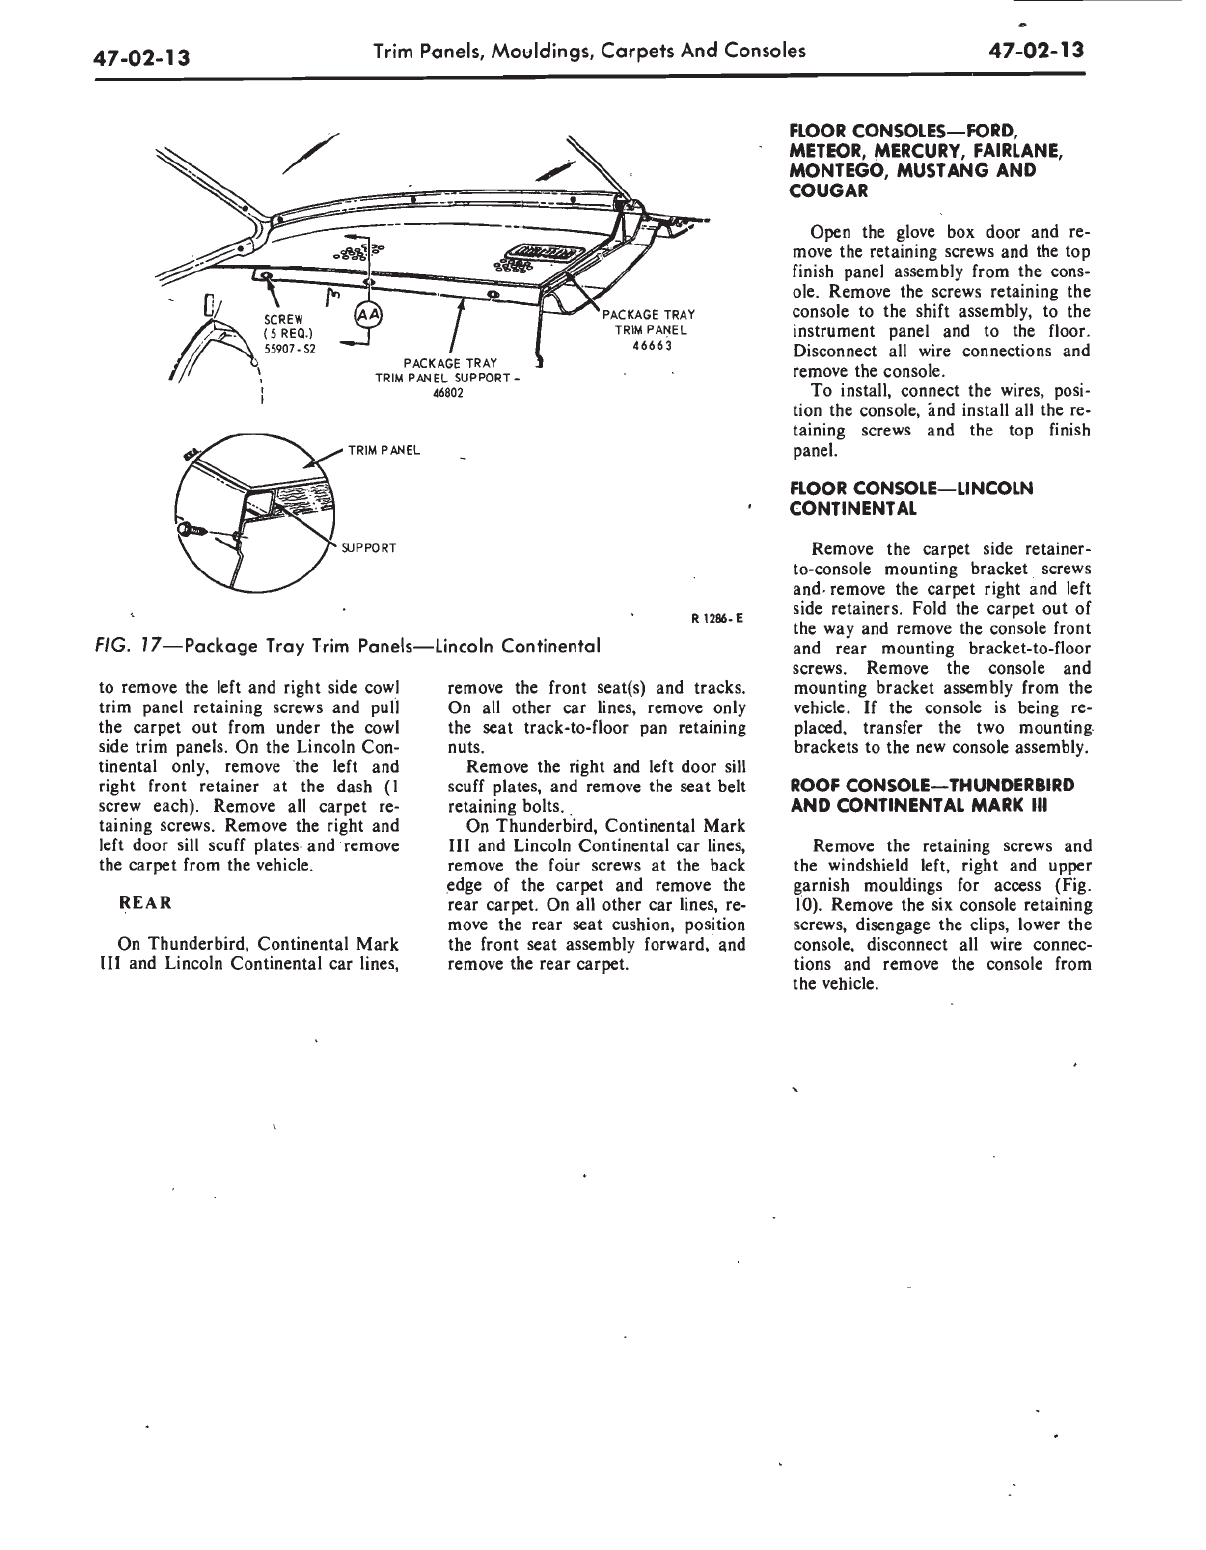 47-02-13
Trim Panels, Mouldings, Carpets And Consoles
47-02-13
SCREW
(5 REQ.)
55907-S2
AA
PACKAGE TRAY
TRIM PANEL SUPPORT-
46802
PACKAGE TRAY
TRIM PANEL
46663
TRIM PANEL
SUPPORT
R 1286-E
FIG. 17—Package Tray Trim Panels—Lincoln Continental
to remove the left and right side cowl
trim panel retaining screws and pull
the carpet out from under the cowl
side trim panels. On the Lincoln Con-
tinental only, remove the left and
right front retainer at the dash (1
screw each). Remove all carpet re-
taining screws. Remove the right and
left door sill scuff plates and remove
the carpet from the vehicle.
REAR
On Thunderbird, Continental Mark
III and Lincoln Continental car lines,
remove the front seat(s) and tracks.
On all other car lines, remove only
the seat track-to-floor pan retaining
nuts.
Remove the right and left door sill
scuff plates, and remove the seat belt
retaining bolts.
On Thunderbird, Continental Mark
III and Lincoln Continental car lines,
remove the four screws at the back
edge of the carpet and remove the
rear carpet. On all other car lines, re-
move the rear seat cushion, position
the front seat assembly forward, and
remove the rear carpet.
FLOOR CONSOLES—FORD,
METEOR, MERCURY, FAIRLANE,
MONTEGO, MUSTANG AND
COUGAR
Open the glove box door and re-
move the retaining screws and the top
finish panel assembly from the cons-
ole. Remove the screws retaining the
console to the shift assembly, to the
instrument panel and to the floor.
Disconnect all wire connections and
remove the console.
To install, connect the wires, posi-
tion the console, and install all the re-
taining screws and the top finish
panel.
FLOOR CONSOLE—LINCOLN
CONTINENTAL
Remove the carpet side retainer-
to-console mounting bracket screws
and remove the carpet right and left
side retainers. Fold the carpet out of
the way and remove the console front
and rear mounting bracket-to-floor
screws. Remove the console and
mounting bracket assembly from the
vehicle. If the console is being re-
placed, transfer the two mounting
brackets to the new console assembly.
ROOF CONSOLE—THUNDERBIRD
AND CONTINENTAL MARK III
Remove the retaining screws and
the windshield left, right and upper
garnish mouldings for access (Fig.
10). Remove the six console retaining
screws, disengage the clips, lower the
console, disconnect all wire connec-
tions and remove the console from
the vehicle.